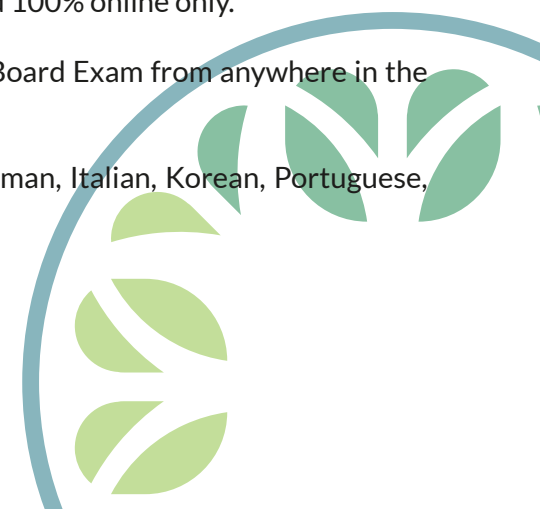 100% online only.
Board Exam from anywhere in the
man, Italian, Korean, Portuguese,